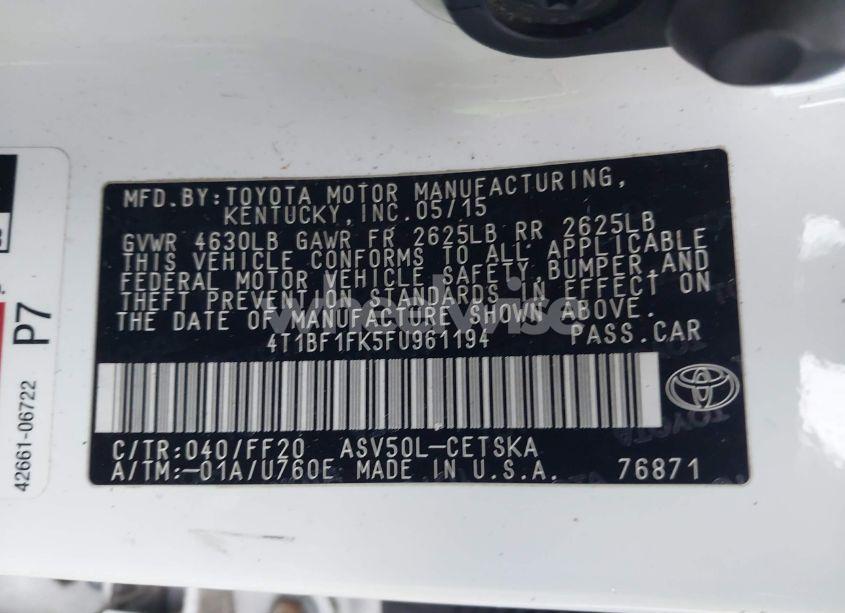 MFD.BY:TOYOTA MOTOR MANUFACTURING,
KENTUCKY,INC.05/15
GVWR 4630LB GAWR FR 2625LB RR 2625LB
THIS VEHICLE CONFORMS TO ALL APPLICABLE
FEDERAL MOTOR VEHICLE SAFETY,BUMPER,AND
THEFT PREVENTION STANDARDS IN EFFECT ON
THE DATE OF MANUFACTURE SHOWN ABOVE.
4T1BF1FK5FU961194 PASS.CAR
C/TR:040/FF20 ASV50L-CETSKA
A/TM:-01A/U760E MADE IN U.S.A. 76871
TOYOTA
P7
42661-06722
wheelwise